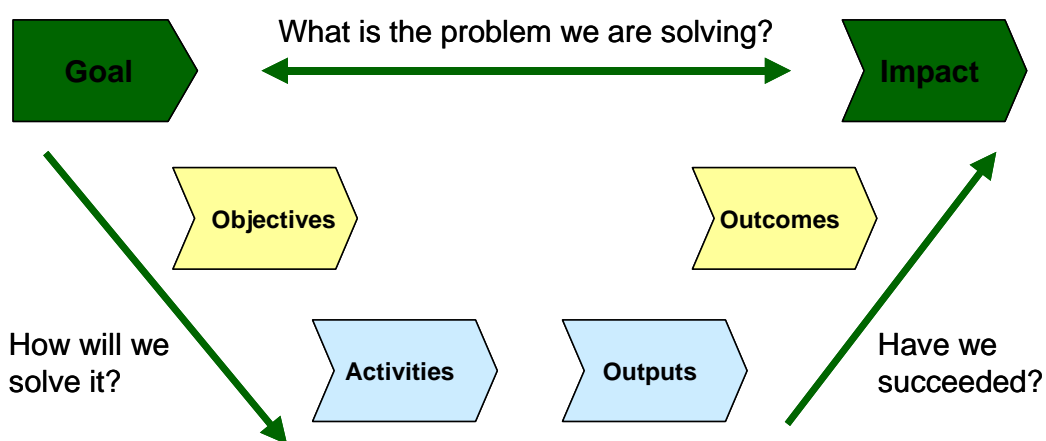 What is the problem we are solving?
Goal
Impact
Objectives
Outcomes
How will we
solve it?
Activities
Outputs
Have we
succeeded?